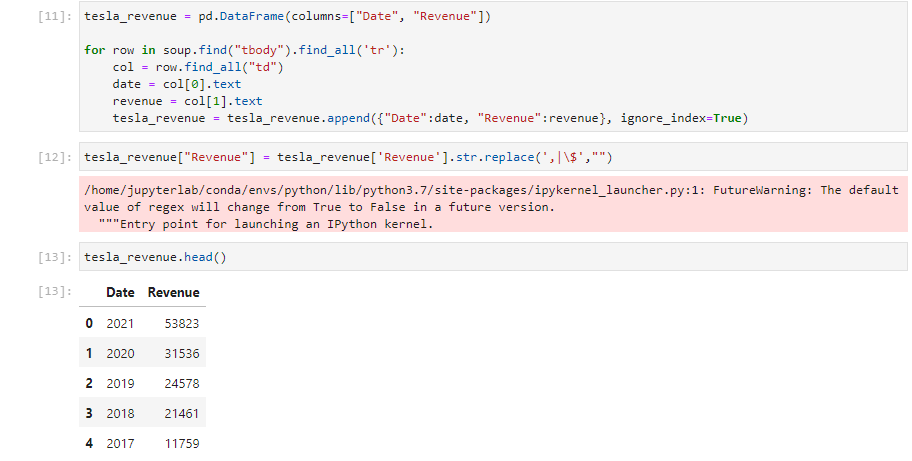 [11]: tesla_revenue = pd.DataFrame(columns=["Date", "Revenue"])
for row in soup.find("tbody").find_all('tr'):
    col = row.find_all("td")
    date = col[0].text
    revenue = col[1].text
    tesla_revenue = tesla_revenue.append({"Date":date, "Revenue":revenue}, ignore_index=True)
[12]: tesla_revenue["Revenue"] = tesla_revenue['Revenue'].str.replace(',|\$',"")
/home/jupyterlab/conda/envs/python/lib/python3.7/site-packages/ipykernel_launcher.py:1: FutureWarning: The default
value of regex will change from True to False in a future version.
  """Entry point for launching an IPython kernel.
[13]: tesla_revenue.head()
[13]: Date Revenue
0 2021 53823
1 2020 31536
2 2019 24578
3 2018 21461
4 2017 11759